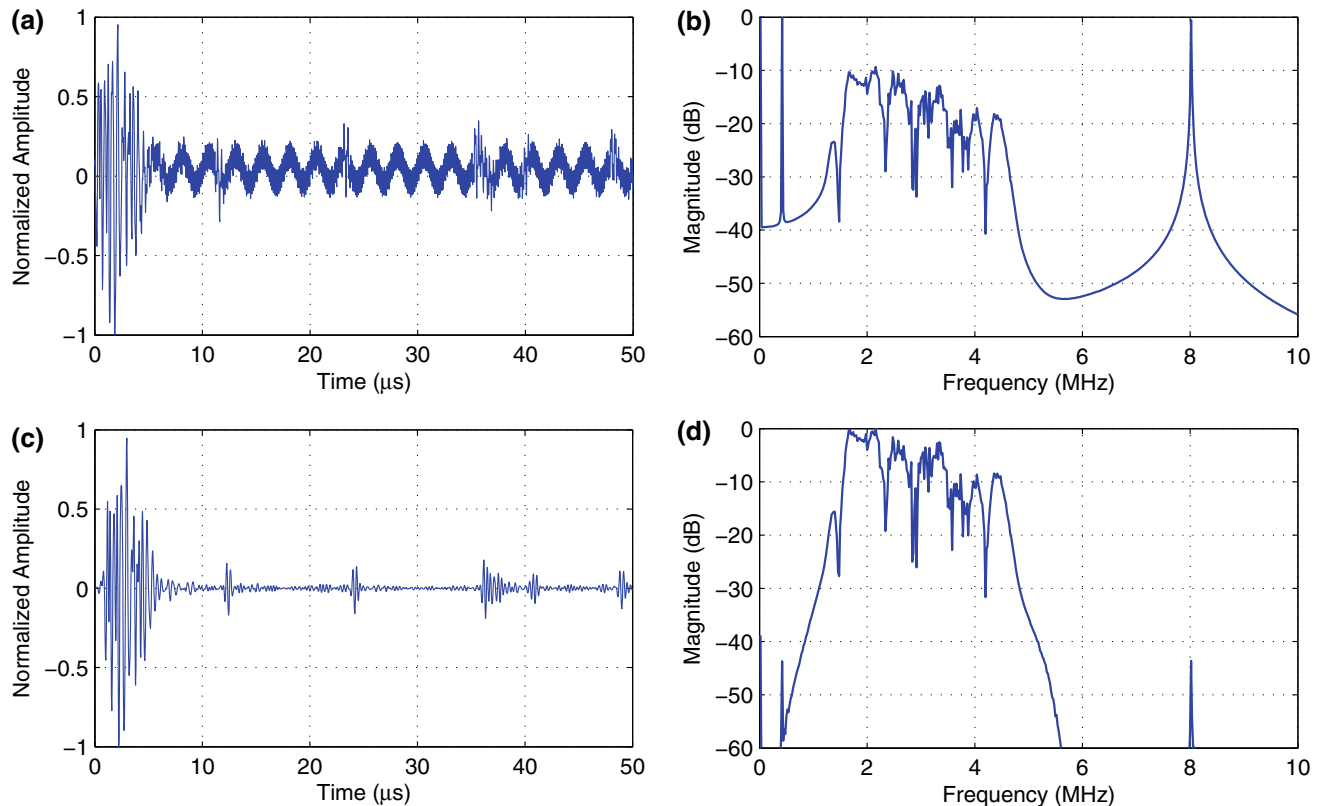 (a)
Normalized Amplitude
1
0.5
0
−0.5
−1
0 10 20 30 40 50
Time (μs)
(b)
Magnitude (dB)
0
−10
−20
−30
−40
−50
−60
0 2 4 6 8 10
Frequency (MHz)
(c)
Normalized Amplitude
1
0.5
0
−0.5
−1
0 10 20 30 40 50
Time (μs)
(d)
Magnitude (dB)
0
−10
−20
−30
−40
−50
−60
0 2 4 6 8 10
Frequency (MHz)